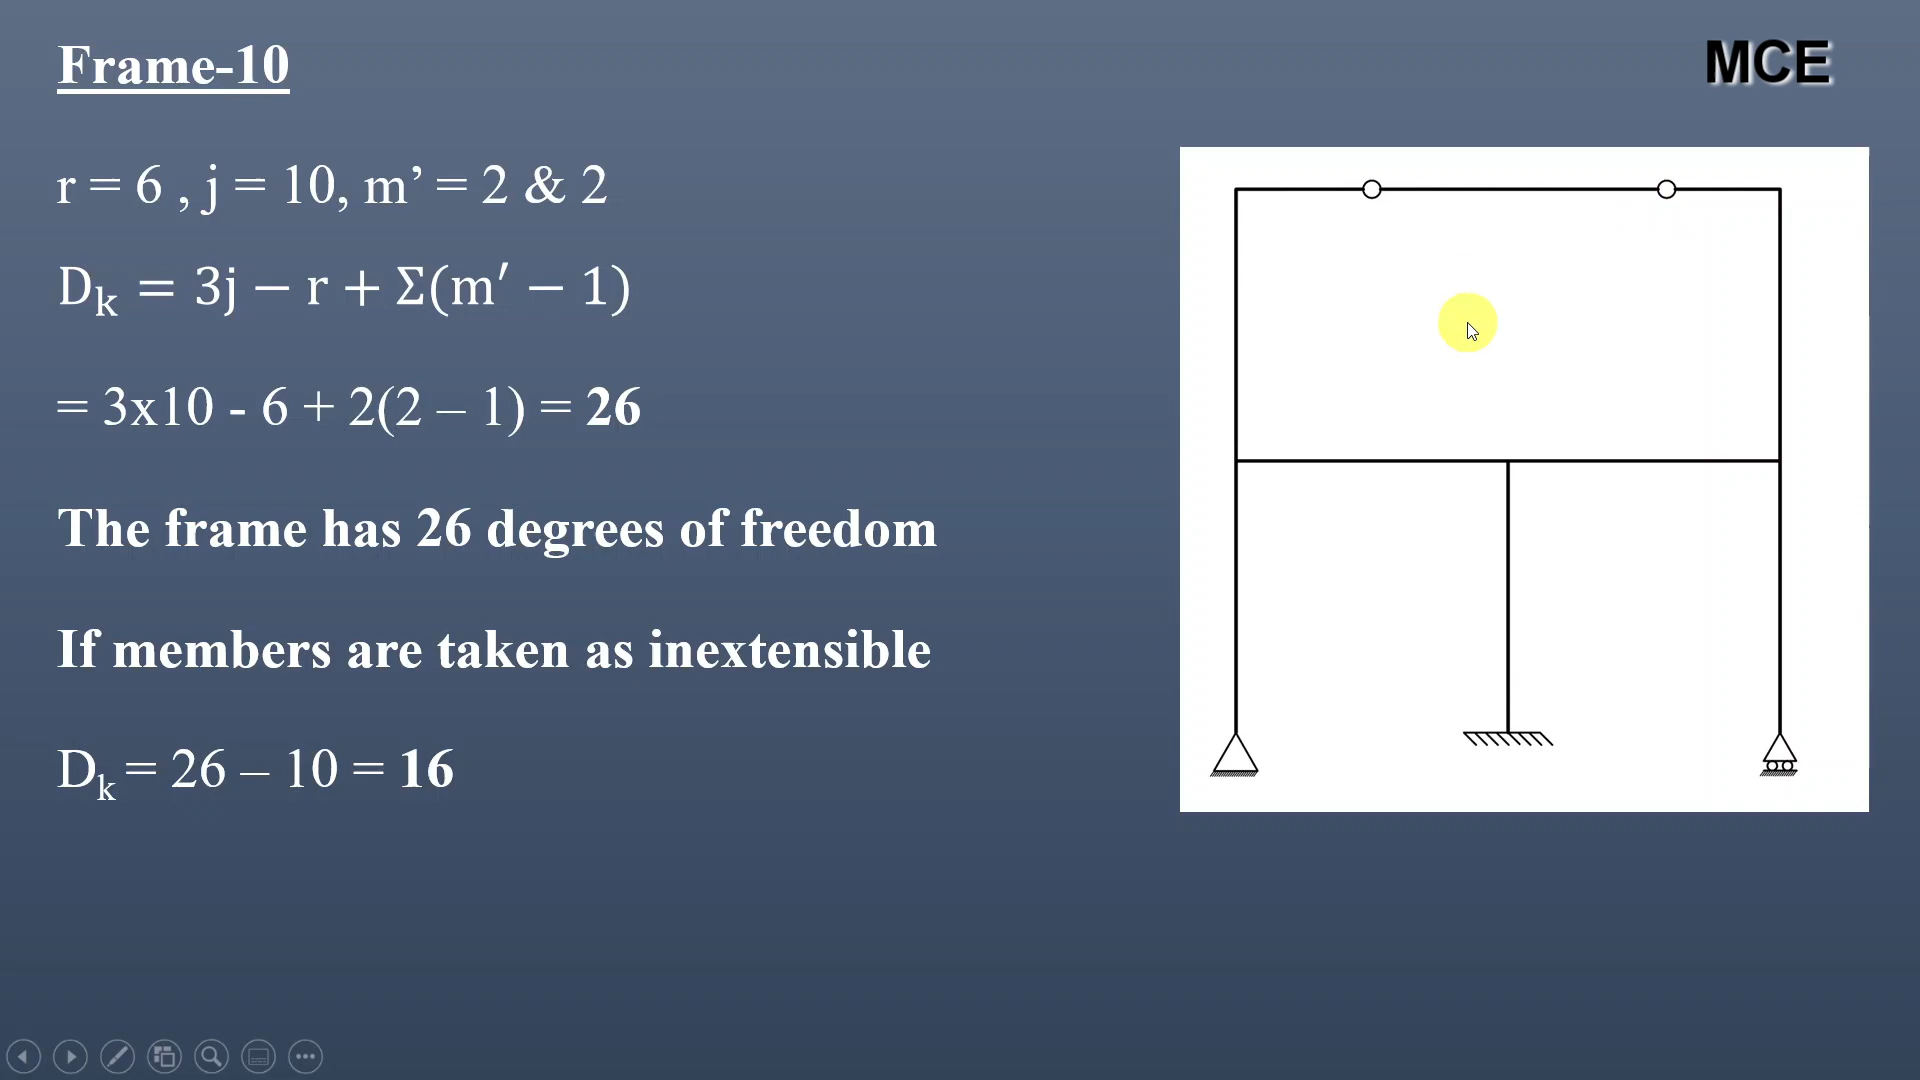 Frame-10
MCE
r = 6 , j = 10, m’ = 2 & 2
Dₖ = 3j − r + Σ(m′ − 1)
= 3x10 - 6 + 2(2 – 1) = 26
The frame has 26 degrees of freedom
If members are taken as inextensible
Dₖ = 26 – 10 = 16